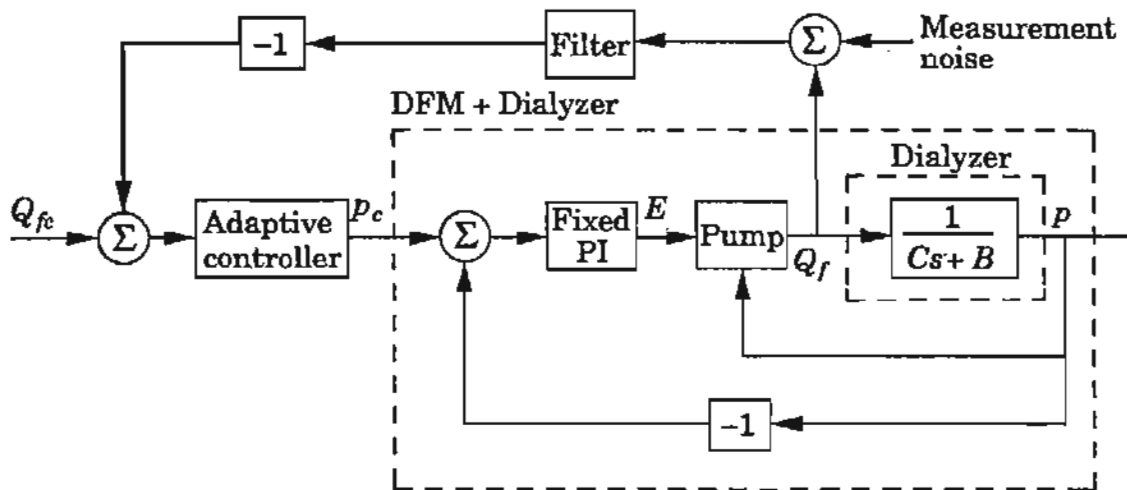 −1
Filter
Σ
Measurement
noise
DFM + Dialyzer
Dialyzer
Q_fc
Σ
Adaptive
controller
p_c
Σ
Fixed
PI
E
Pump
Q_f
1
Cs + B
p
−1